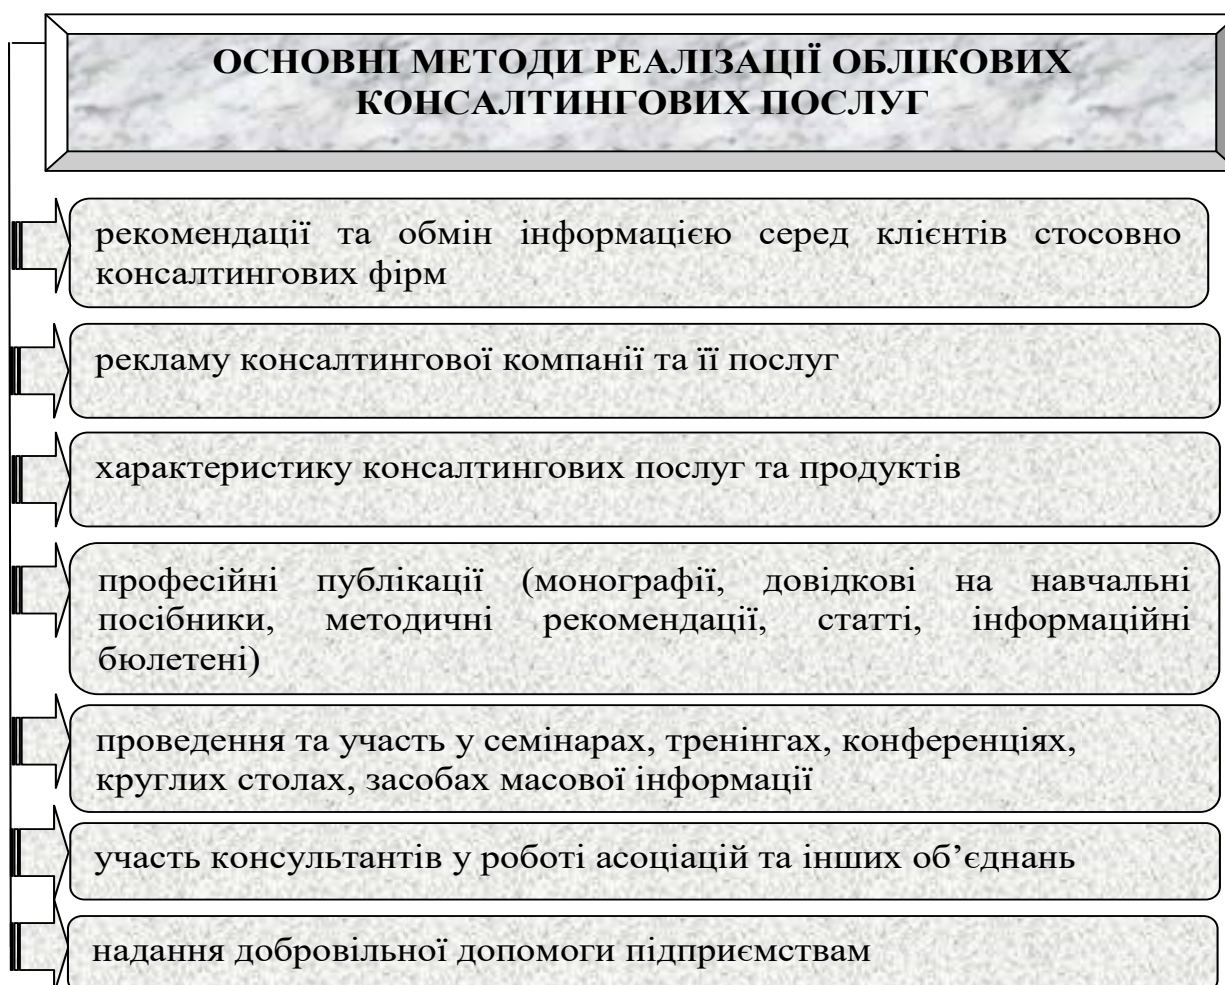 ОСНОВНІ МЕТОДИ РЕАЛІЗАЦІЇ ОБЛІКОВИХ
КОНСАЛТИНГОВИХ ПОСЛУГ
рекомендації та обмін інформацією серед клієнтів стосовно
консалтингових фірм
рекламу консалтингової компанії та її послуг
характеристику консалтингових послуг та продуктів
професійні публікації (монографії, довідкові на навчальні
посібники, методичні рекомендації, статті, інформаційні
бюлетені)
проведення та участь у семінарах, тренінгах, конференціях,
круглих столах, засобах масової інформації
участь консультантів у роботі асоціацій та інших об’єднань
надання добровільної допомоги підприємствам